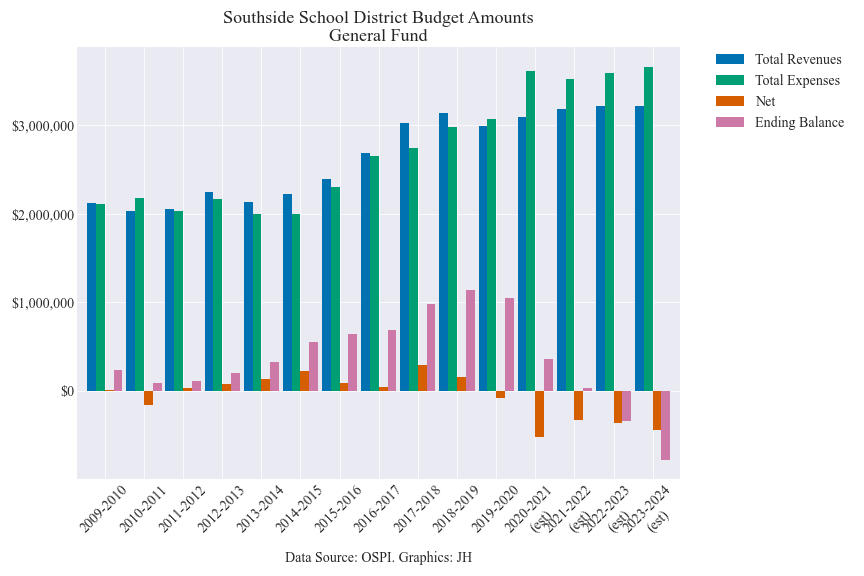 Southside School District Budget Amounts
General Fund
Total Revenues
Total Expenses
Net
Ending Balance
$3,000,000
$2,000,000
$1,000,000
$0
2009-2010
2010-2011
2011-2012
2012-2013
2013-2014
2014-2015
2015-2016
2016-2017
2017-2018
2018-2019
2019-2020
2020-2021
(est)
2021-2022
(est)
2022-2023
(est)
2023-2024
(est)
Data Source: OSPI. Graphics: JH